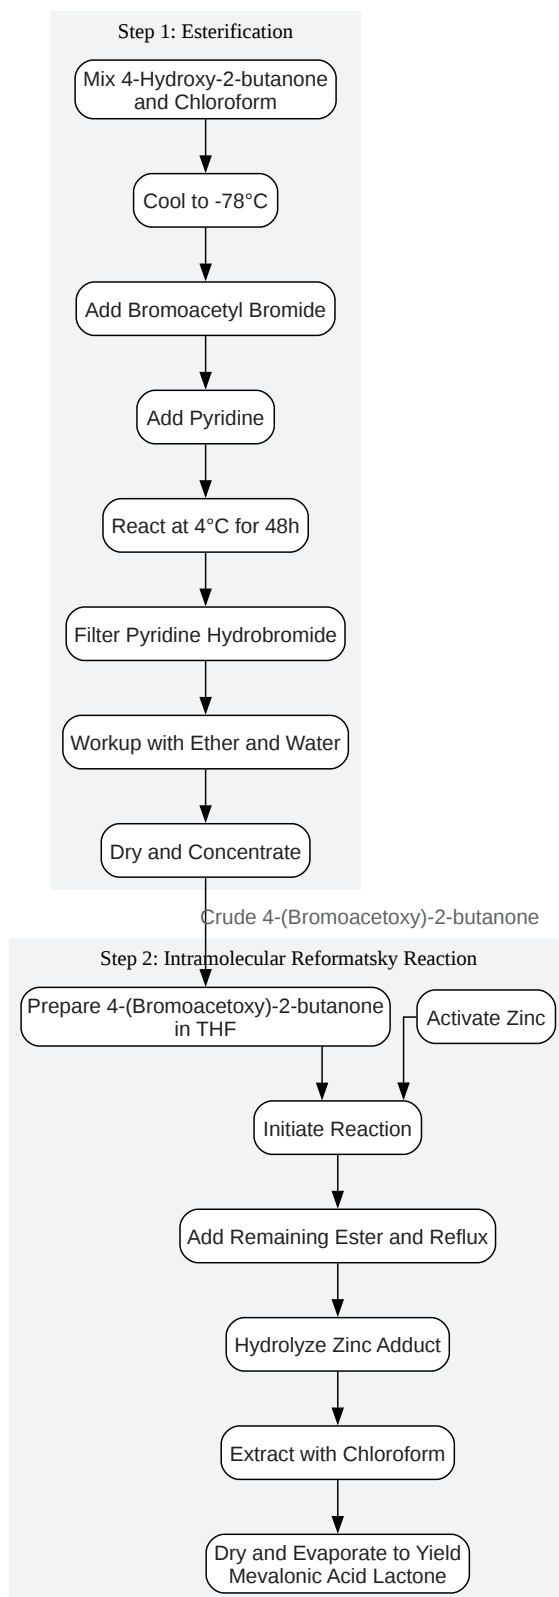 Step 1: Esterification
Mix 4-Hydroxy-2-butanone
and Chloroform
Cool to -78°C
Add Bromoacetyl Bromide
Add Pyridine
React at 4°C for 48h
Filter Pyridine Hydrobromide
Workup with Ether and Water
Dry and Concentrate
Crude 4-(Bromoacetoxy)-2-butanone
Step 2: Intramolecular Reformatsky Reaction
Prepare 4-(Bromoacetoxy)-2-butanone
in THF
Activate Zinc
Initiate Reaction
Add Remaining Ester and Reflux
Hydrolyze Zinc Adduct
Extract with Chloroform
Dry and Evaporate to Yield
Mevalonic Acid Lactone